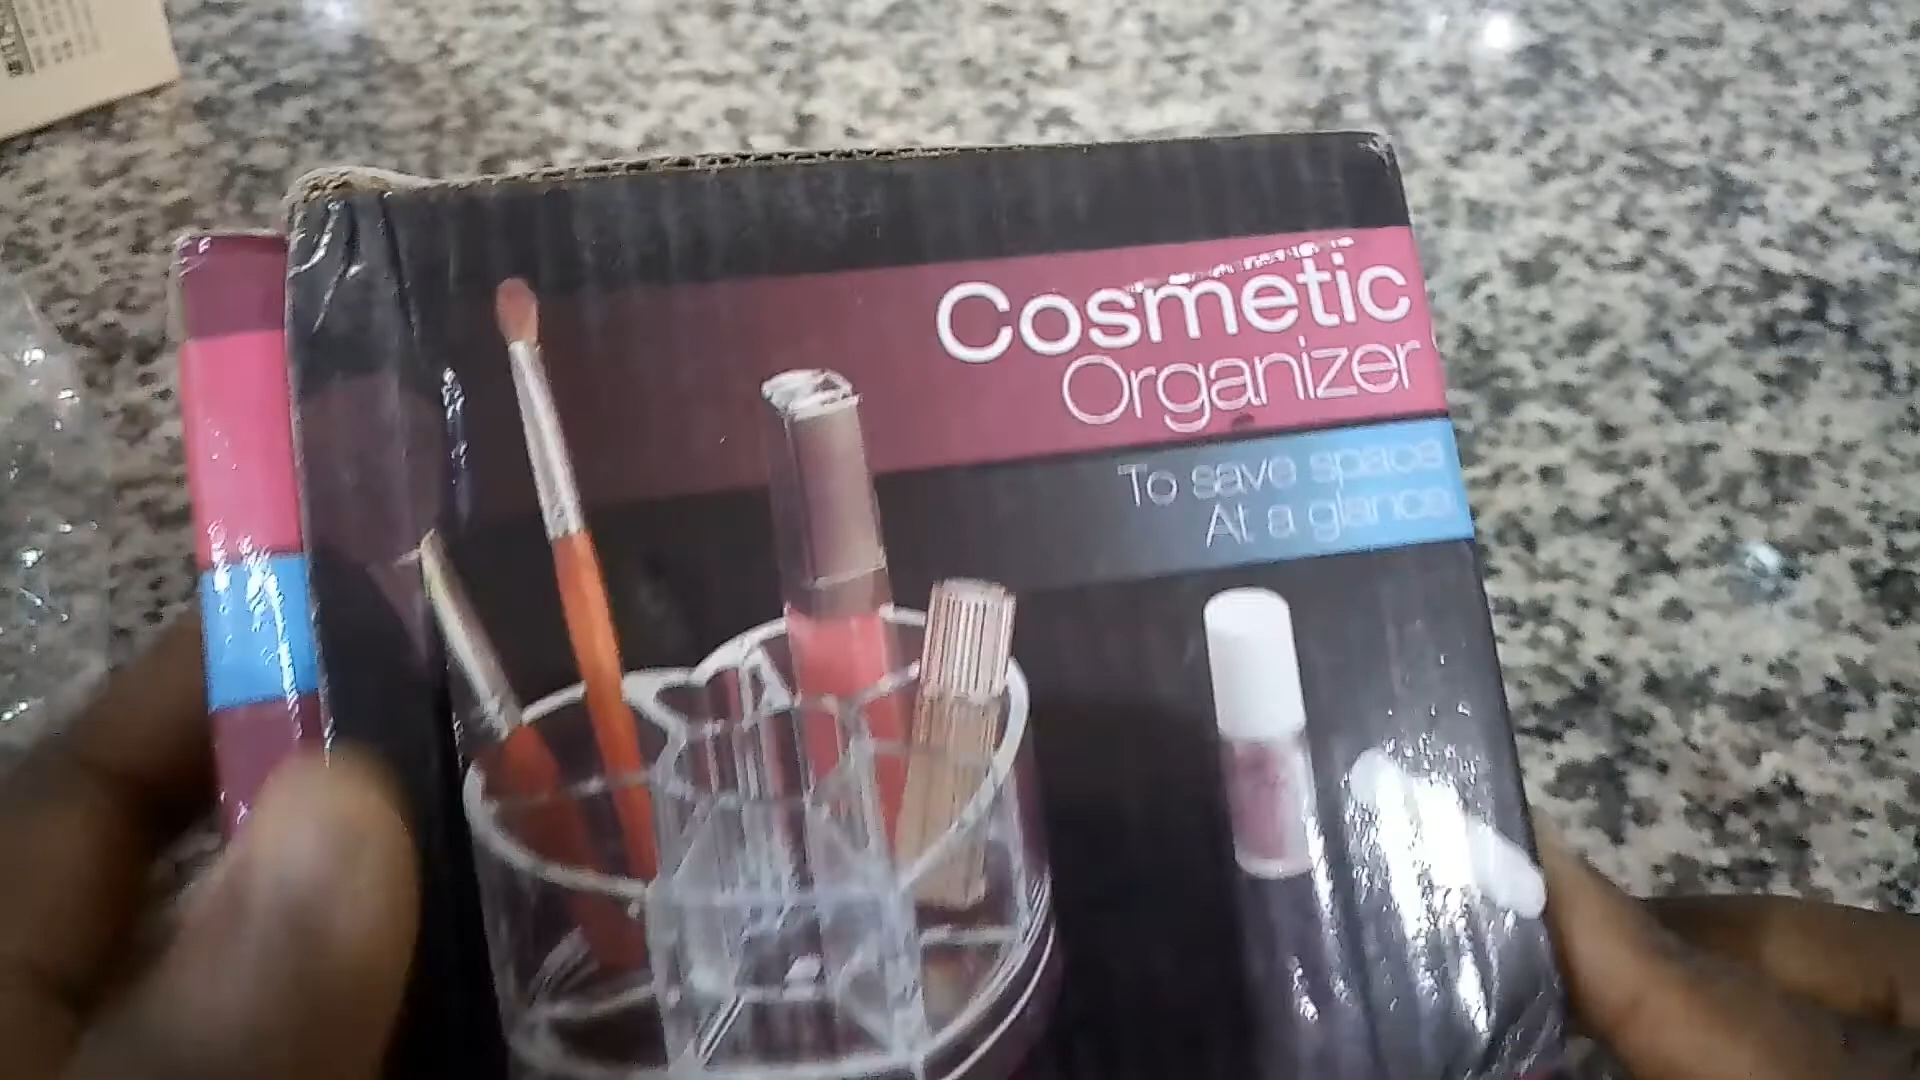 Cosmetic
Organizer
To save space
At a glance